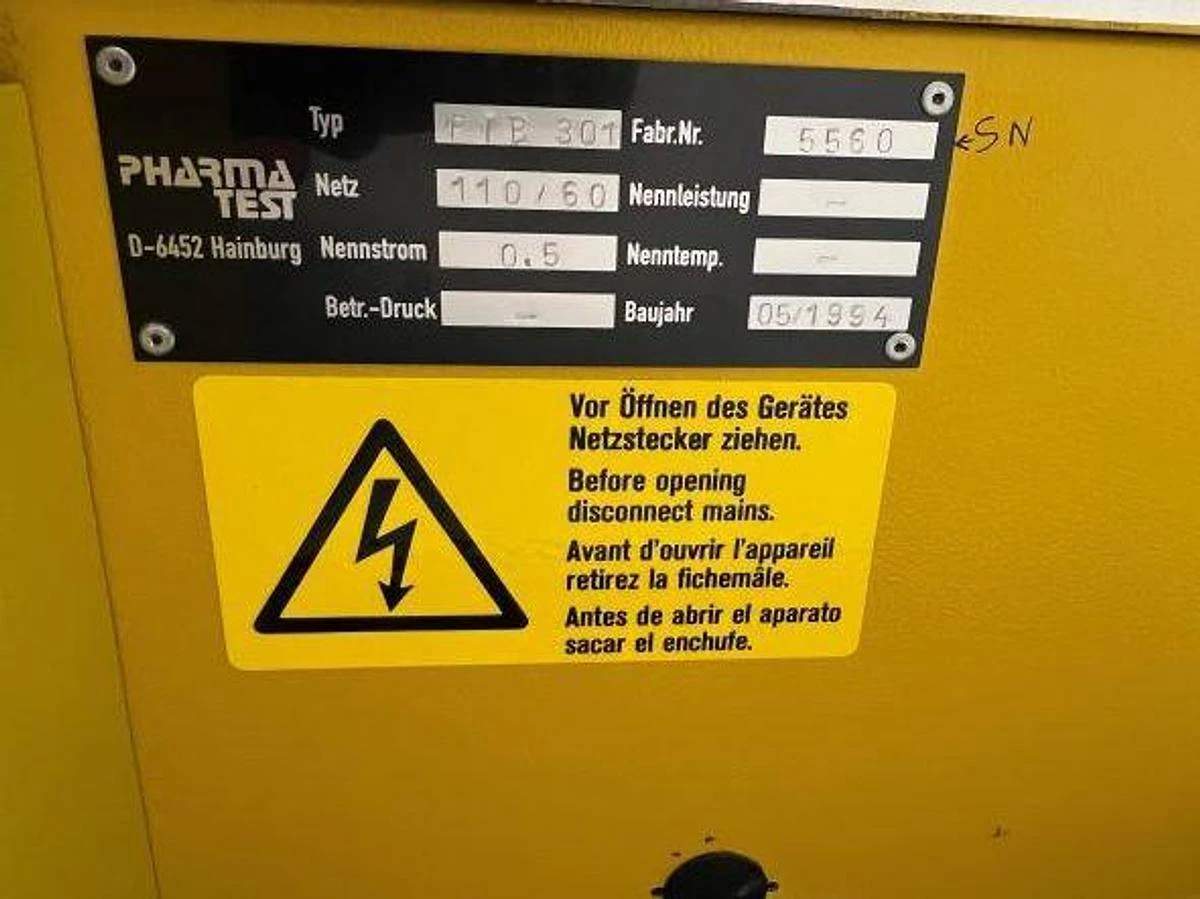 Typ PTB 301 Fabr.Nr. 5560 ←SN
PHARMA
TEST
Netz 110/60 Nennleistung -
D-6452 Hainburg Nennstrom 0.5 Nenntemp. -
Betr.-Druck - Baujahr 05/1994
Vor Öffnen des Gerätes
Netzstecker ziehen.
Before opening
disconnect mains.
Avant d'ouvrir l'appareil
retirez la fichemâle.
Antes de abrir el aparato
sacar el enchufe.